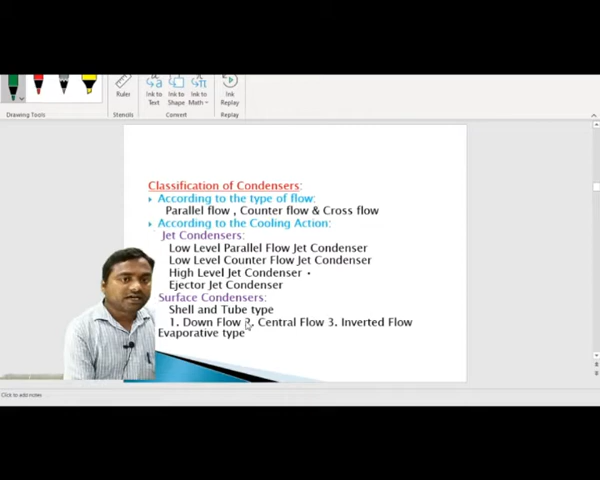 Ruler
Ink to Text
Ink to Shape
Ink to Math
Ink Replay
Drawing Tools
Stencils
Convert
Replay
Classification of Condensers:
According to the type of flow:
Parallel flow , Counter flow & Cross flow
According to the Cooling Action:
Jet Condensers:
Low Level Parallel Flow Jet Condenser
Low Level Counter Flow Jet Condenser
High Level Jet Condenser
Ejector Jet Condenser
Surface Condensers:
Shell and Tube type
1. Down Flow 2. Central Flow 3. Inverted Flow
Evaporative type
Click to add notes